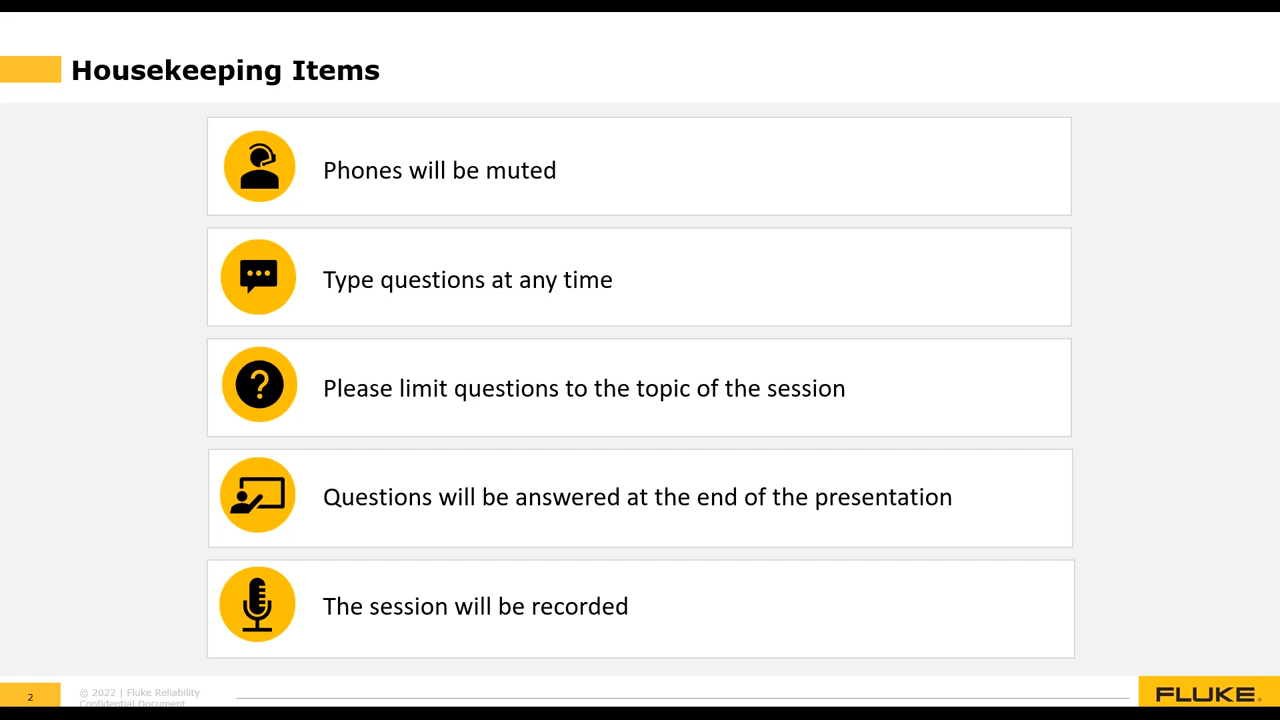 Housekeeping Items
Phones will be muted
Type questions at any time
?
Please limit questions to the topic of the session
Questions will be answered at the end of the presentation
The session will be recorded
2
© 2022 | Fluke Reliability
Confidential Document
FLUKE®